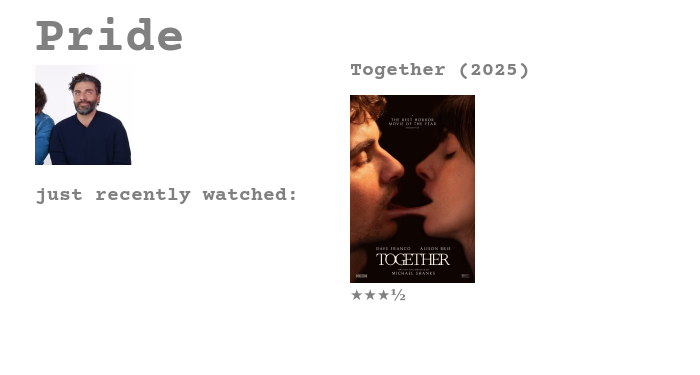 Pride
just recently watched:
Together (2025)
THE BEST HORROR
MOVIE OF THE YEAR
DAVE FRANCO ALISON BRIE
TOGETHER
MICHAEL SHANKS
★★★½